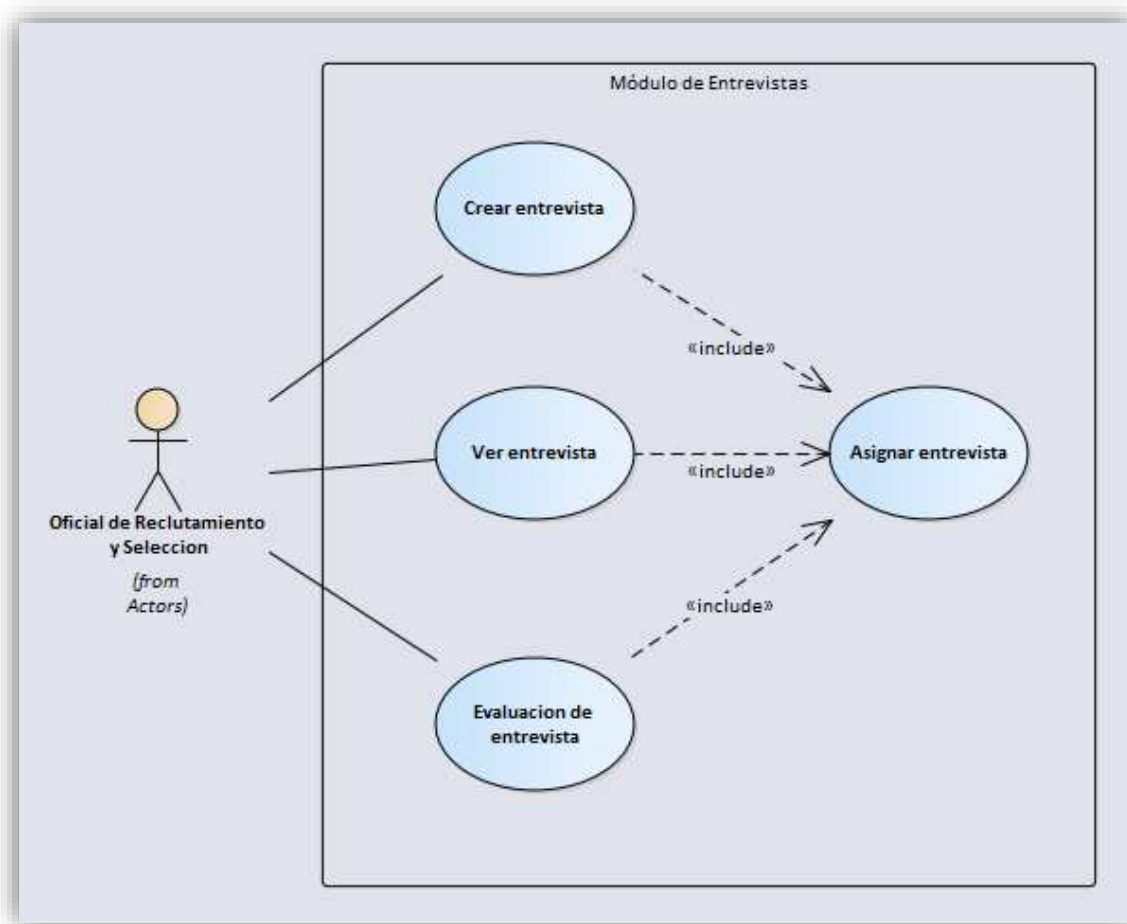 Módulo de Entrevistas
Crear entrevista
«include»
Ver entrevista
«include»
Asignar entrevista
Oficial de Reclutamiento
y Seleccion
(from
Actors)
«include»
Evaluacion de
entrevista